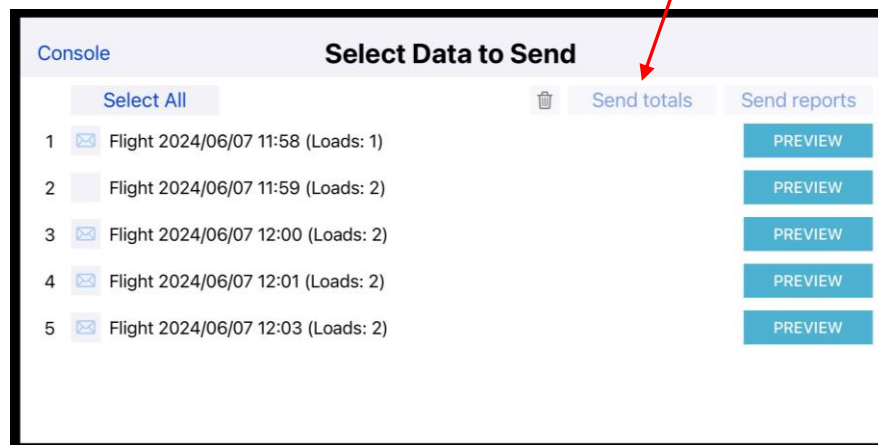 Console Select Data to Send
Select All Send totals Send reports
1 Flight 2024/06/07 11:58 (Loads: 1) PREVIEW
2 Flight 2024/06/07 11:59 (Loads: 2) PREVIEW
3 Flight 2024/06/07 12:00 (Loads: 2) PREVIEW
4 Flight 2024/06/07 12:01 (Loads: 2) PREVIEW
5 Flight 2024/06/07 12:03 (Loads: 2) PREVIEW